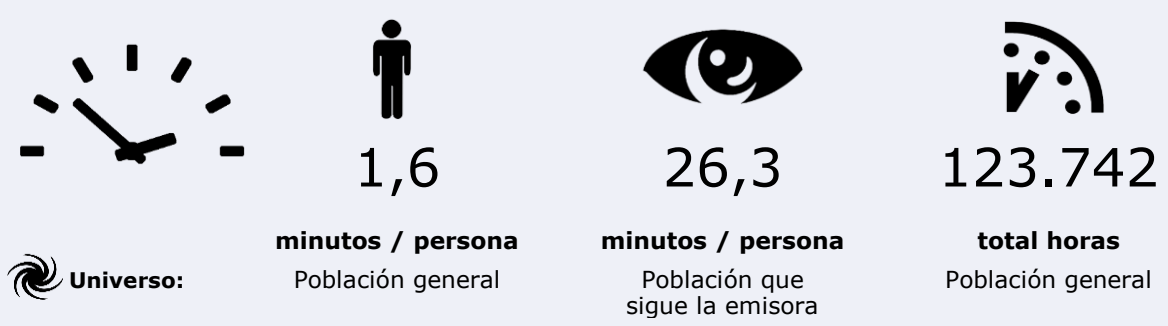 1,6
26,3
123.742
minutos / persona
minutos / persona
total horas
Universo:
Población general
Población que
sigue la emisora
Población general